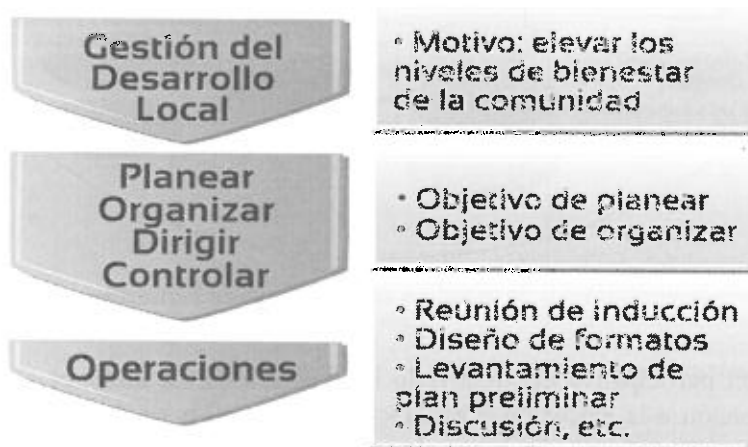 Gestión del
Desarrollo
Local
• Motivo: elevar los
niveles de bienestar
de la comunidad
Planear
Organizar
Dirigir
Controlar
• Objetivo de planear
• Objetivo de organizar
Operaciones
• Reunión de inducción
• Diseño de formatos
• Levantamiento de
plan preliminar
• Discusión, etc.